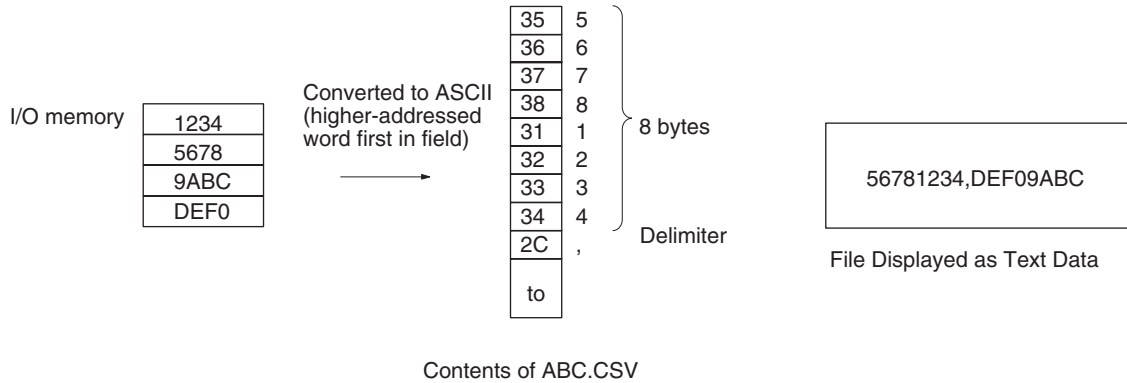 I/O memory
1234
5678
9ABC
DEF0
Converted to ASCII
(higher-addressed
word first in field)
35 5
36 6
37 7
38 8
31 1
32 2
33 3
34 4
2C ,
to
8 bytes
Delimiter
Contents of ABC.CSV
56781234,DEF09ABC
File Displayed as Text Data